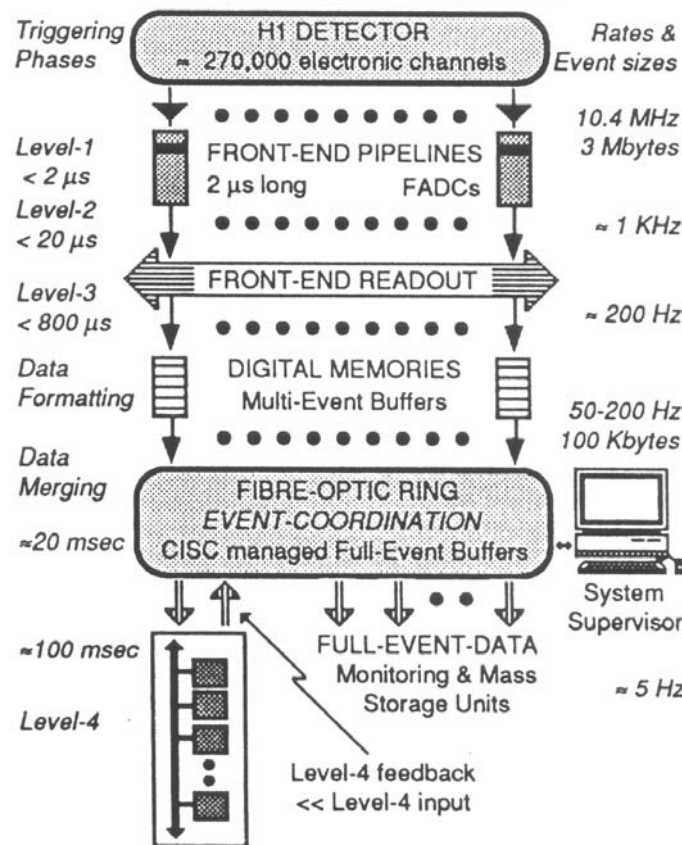 Triggering
Phases
H1 DETECTOR
≈ 270,000 electronic channels
Rates &
Event sizes
10.4 MHz
3 Mbytes
Level-1
< 2 µs
FRONT-END PIPELINES
2 µs long FADCs
Level-2
< 20 µs
≈ 1 KHz
FRONT-END READOUT
Level-3
< 800 µs
≈ 200 Hz
Data
Formatting
DIGITAL MEMORIES
Multi-Event Buffers
50-200 Hz
100 Kbytes
Data
Merging
≈20 msec
FIBRE-OPTIC RING
EVENT-COORDINATION
CISC managed Full-Event Buffers
System
Supervisor
≈100 msec
FULL-EVENT-DATA
Monitoring & Mass
Storage Units
≈ 5 Hz
Level-4
Level-4 feedback
<< Level-4 input